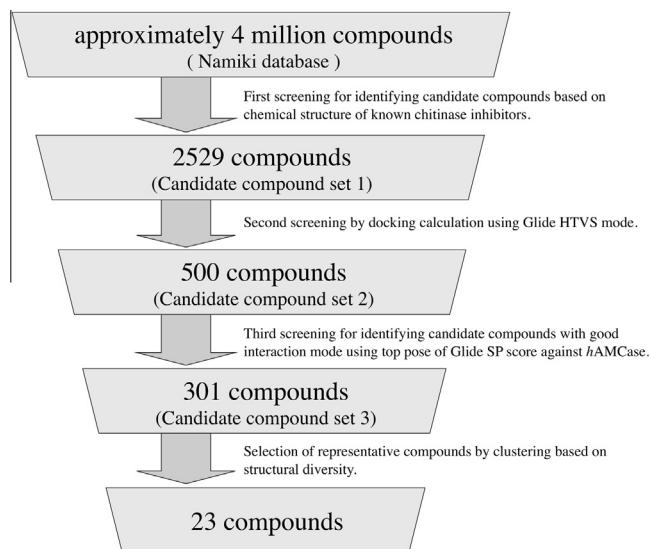 approximately 4 million compounds
( Namiki database )
First screening for identifying candidate compounds based on
chemical structure of known chitinase inhibitors.
2529 compounds
(Candidate compound set 1)
Second screening by docking calculation using Glide HTVS mode.
500 compounds
(Candidate compound set 2)
Third screening for identifying candidate compounds with good
interaction mode using top pose of Glide SP score against hAMCase.
301 compounds
(Candidate compound set 3)
Selection of representative compounds by clustering based on
structural diversity.
23 compounds